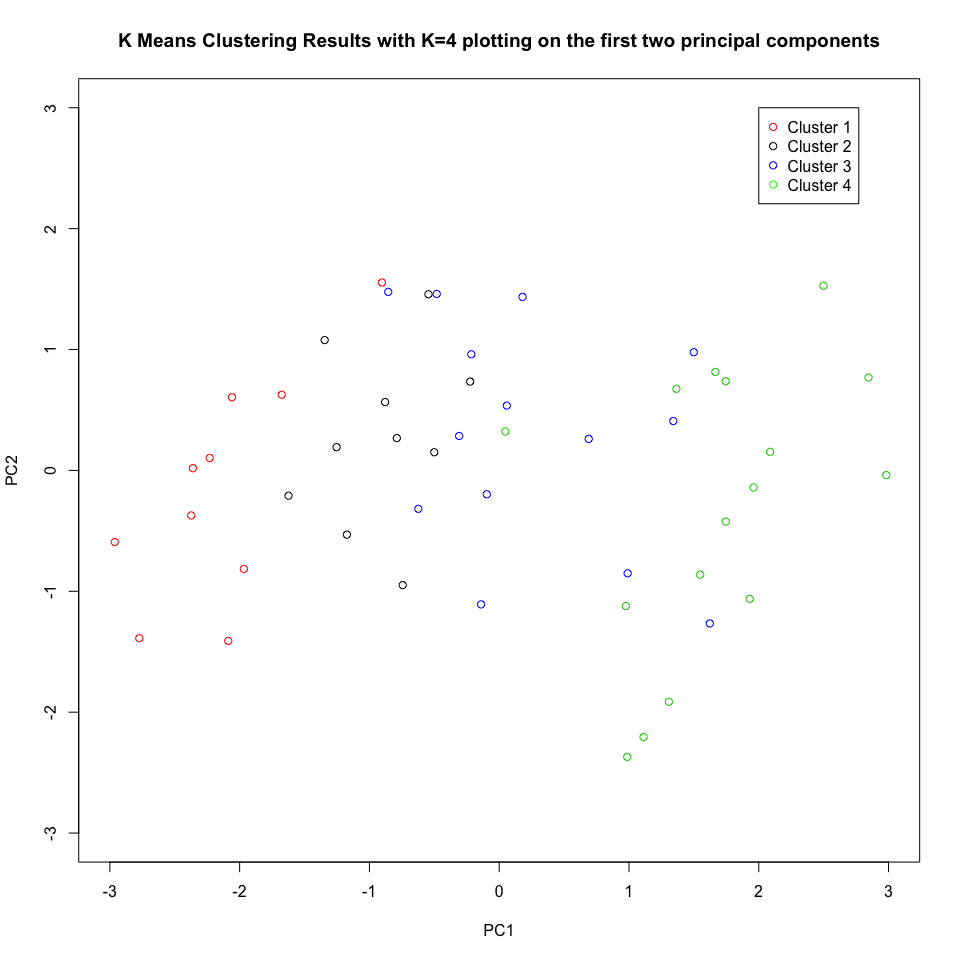 K Means Clustering Results with K=4 plotting on the first two principal components
3
Cluster 1
Cluster 2
Cluster 3
Cluster 4
2
1
0
-1
-2
-3
PC2
-3 -2 -1 0 1 2 3
PC1